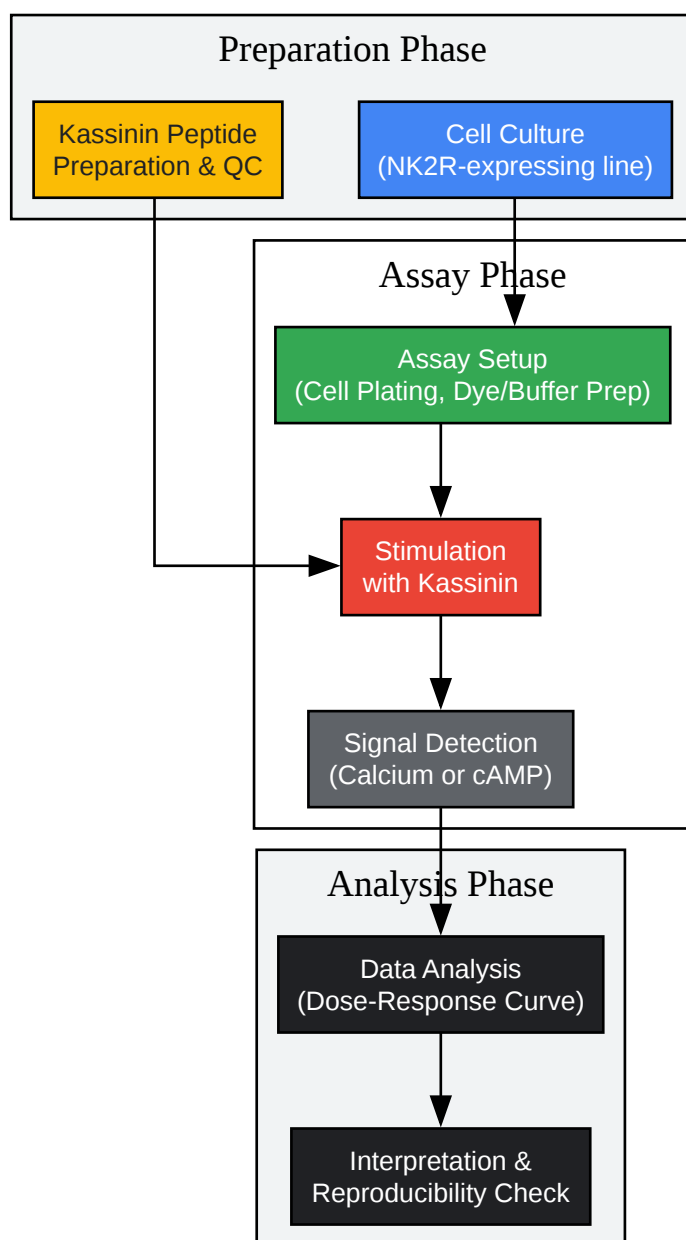 Preparation Phase
Kassinin Peptide
Preparation & QC
Cell Culture
(NK2R-expressing line)
Assay Phase
Assay Setup
(Cell Plating, Dye/Buffer Prep)
Stimulation
with Kassinin
Signal Detection
(Calcium or cAMP)
Analysis Phase
Data Analysis
(Dose-Response Curve)
Interpretation &
Reproducibility Check